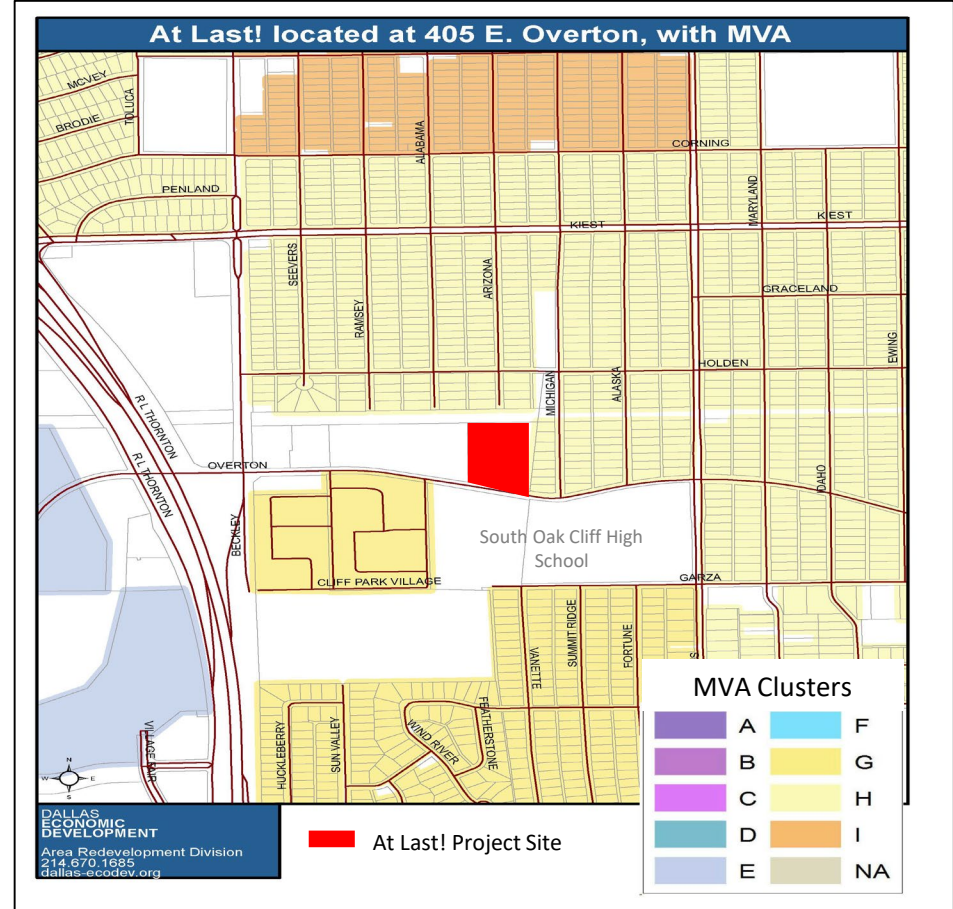 At Last! located at 405 E. Overton, with MVA
MCVEY
BRODIE
TOLUCA
ALABAMA
CORNING
PENLAND
MARYLAND
KIEST
KIEST
SEEVERS
ARIZONA
RAMSEY
GRACELAND
EWING
HOLDEN
MICHIGAN
ALASKA
R L THORNTON
R L THORNTON
OVERTON
IDAHO
BECKLEY
South Oak Cliff High
School
CLIFF PARK VILLAGE
GARZA
VANETTE
SUMMIT RIDGE
FORTUNE
S
HUCKLEBERRY
SUN VALLEY
WIND RIVER
FEATHERSTONE
VILLAGE FAIR
N
W E
S
MVA Clusters
A F
B G
C H
D I
E NA
DALLAS
ECONOMIC
DEVELOPMENT
Area Redevelopment Division
214.670.1685
dallas-ecodev.org
At Last! Project Site